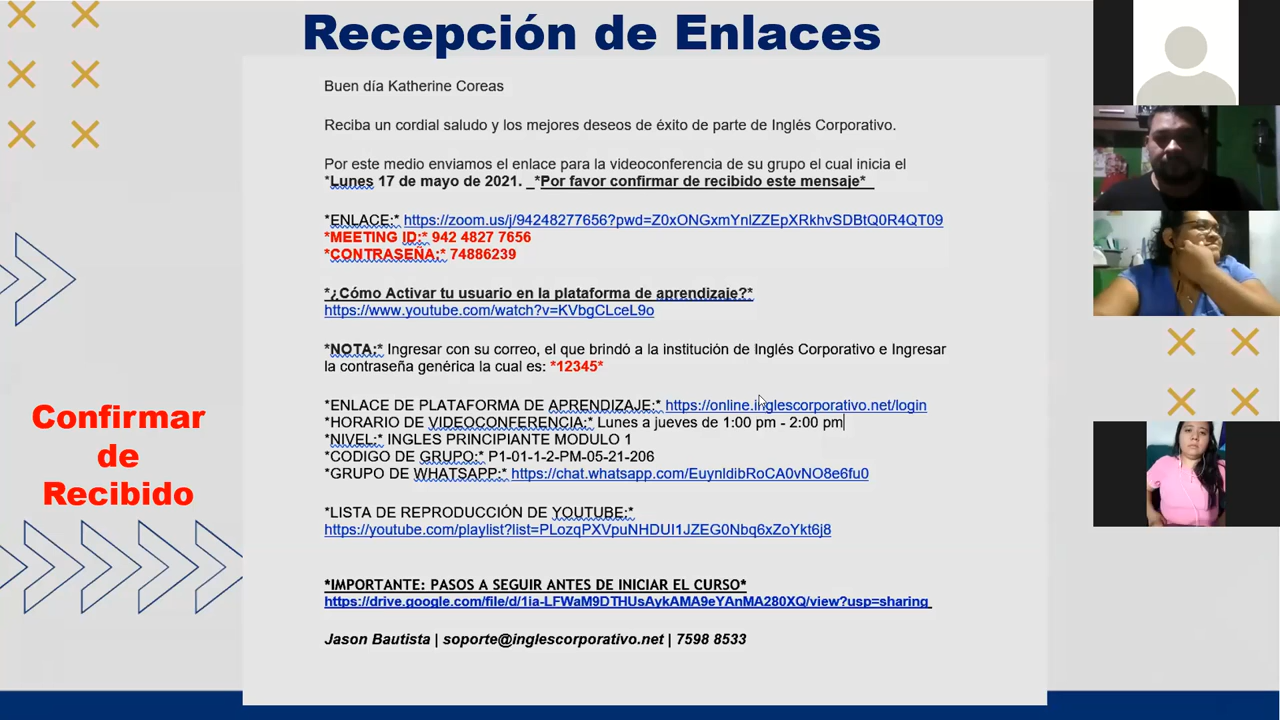 Recepción de Enlaces
Buen día Katherine Coreas
Reciba un cordial saludo y los mejores deseos de éxito de parte de Inglés Corporativo.
Por este medio enviamos el enlace para la videoconferencia de su grupo el cual inicia el
*Lunes 17 de mayo de 2021. _*Por favor confirmar de recibido este mensaje*_
*ENLACE:* https://zoom.us/j/94248277656?pwd=Z0xONGxmYnlZZEpXRkhvSDBtQ0R4QT09
*MEETING ID:* 942 4827 7656
*CONTRASEÑA:* 74886239
*¿Cómo Activar tu usuario en la plataforma de aprendizaje?*
https://www.youtube.com/watch?v=KVbgCLceL9o
*NOTA:* Ingresar con su correo, el que brindó a la institución de Inglés Corporativo e Ingresar
la contraseña genérica la cual es: *12345*
*ENLACE DE PLATAFORMA DE APRENDIZAJE:* https://online.inglescorporativo.net/login
*HORARIO DE VIDEOCONFERENCIA:* Lunes a jueves de 1:00 pm - 2:00 pm
*NIVEL:* INGLES PRINCIPIANTE MODULO 1
*CODIGO DE GRUPO:* P1-01-1-2-PM-05-21-206
*GRUPO DE WHATSAPP:* https://chat.whatsapp.com/EuynldibRoCA0vNO8e6fu0
*LISTA DE REPRODUCCIÓN DE YOUTUBE:*
https://youtube.com/playlist?list=PLozqPXVpuNHDUI1JZEG0Nbq6xZoYkt6j8
*IMPORTANTE: PASOS A SEGUIR ANTES DE INICIAR EL CURSO*
https://drive.google.com/file/d/1ia-LFWaM9DTHUsAykAMA9eYAnMA280XQ/view?usp=sharing
Jason Bautista | soporte@inglescorporativo.net | 7598 8533
Confirmar
de
Recibido